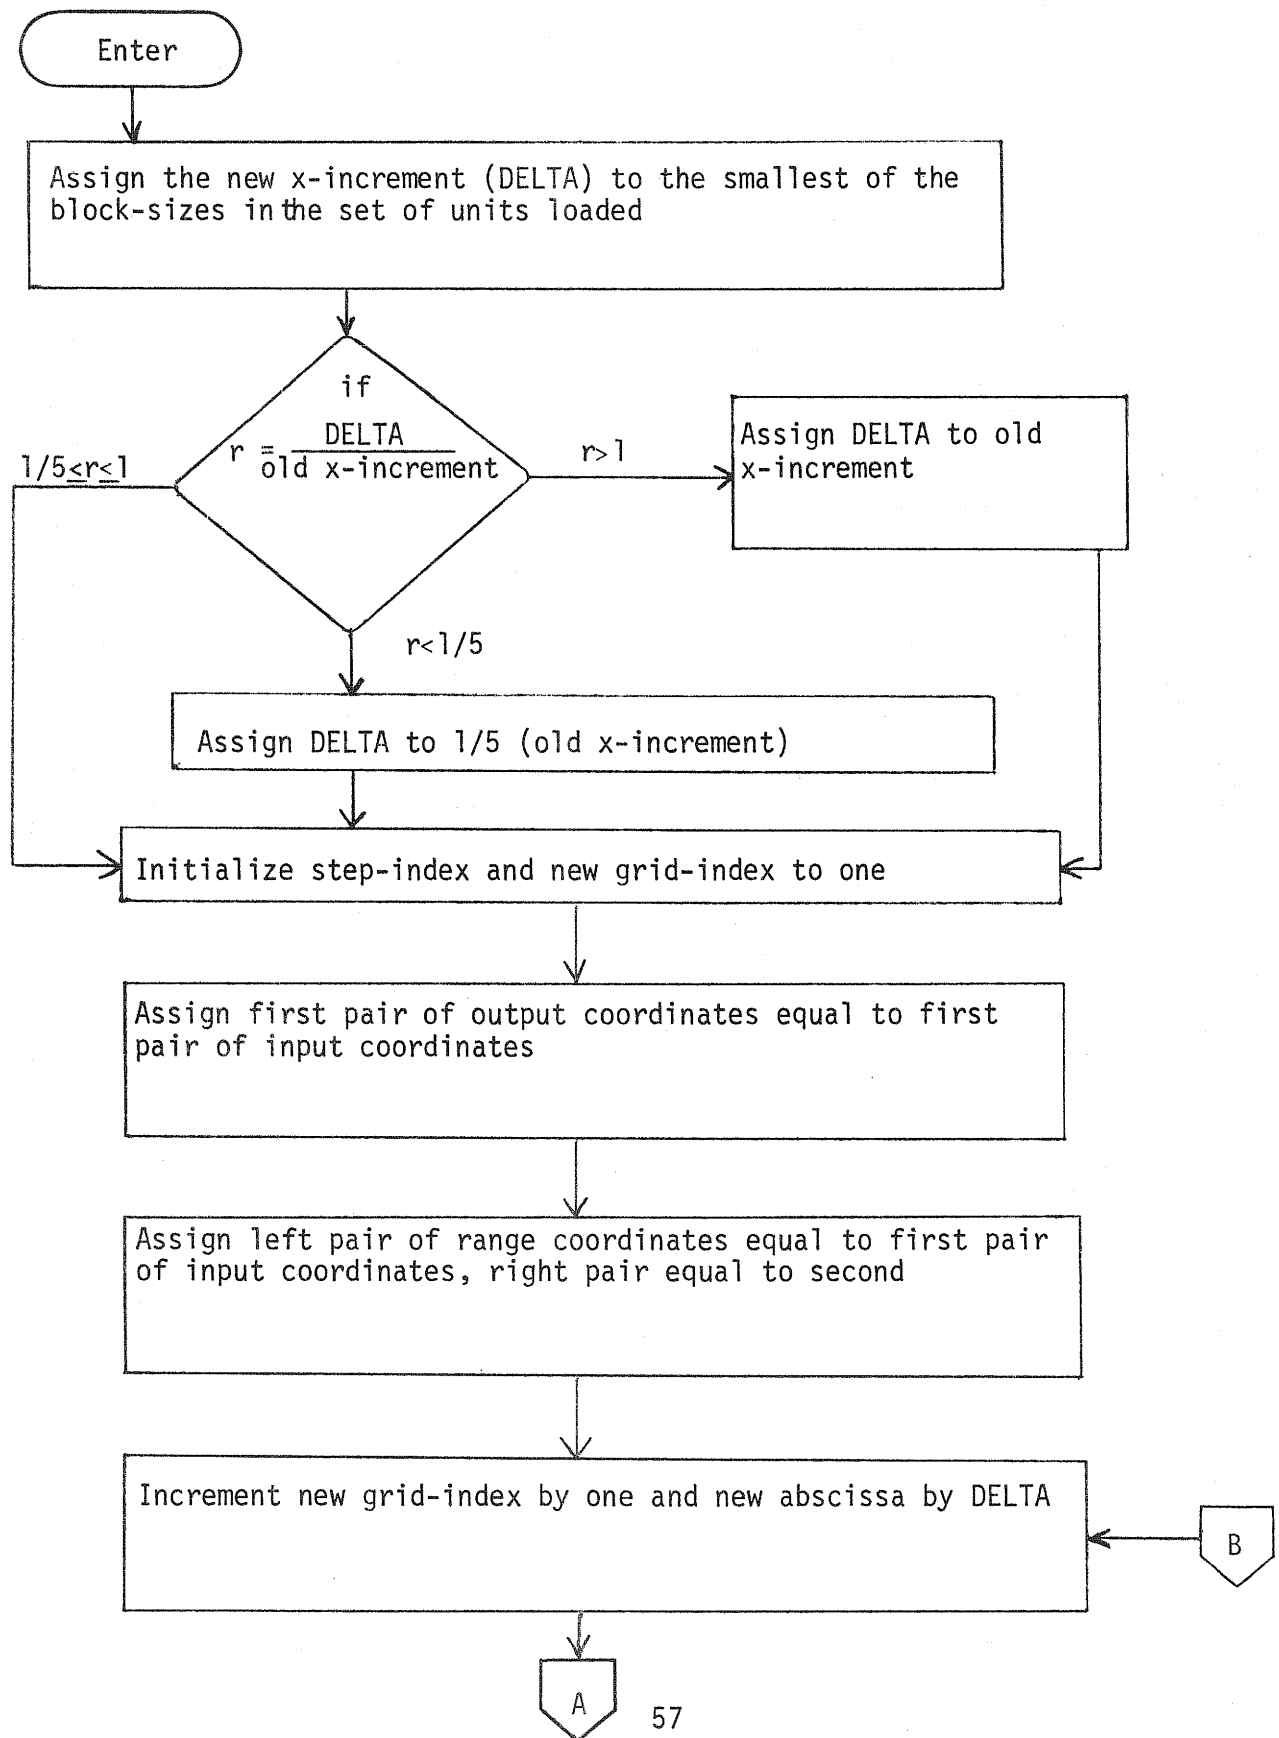 Enter
Assign the new x-increment (DELTA) to the smallest of the
block-sizes in the set of units loaded
if
r = DELTA
old x-increment
1/5≤r≤1
r>1
Assign DELTA to old
x-increment
r<1/5
Assign DELTA to 1/5 (old x-increment)
Initialize step-index and new grid-index to one
Assign first pair of output coordinates equal to first
pair of input coordinates
Assign left pair of range coordinates equal to first pair
of input coordinates, right pair equal to second
Increment new grid-index by one and new abscissa by DELTA
B
A
57